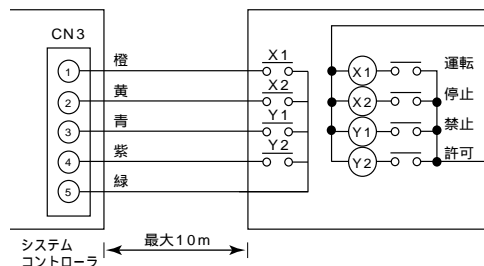 CN3
1 橙 X1
2 黄 X2
3 青 Y1
4 紫 Y2
5 緑
X1 運転
X2 停止
Y1 禁止
Y2 許可
システム
コントローラ
最大10m